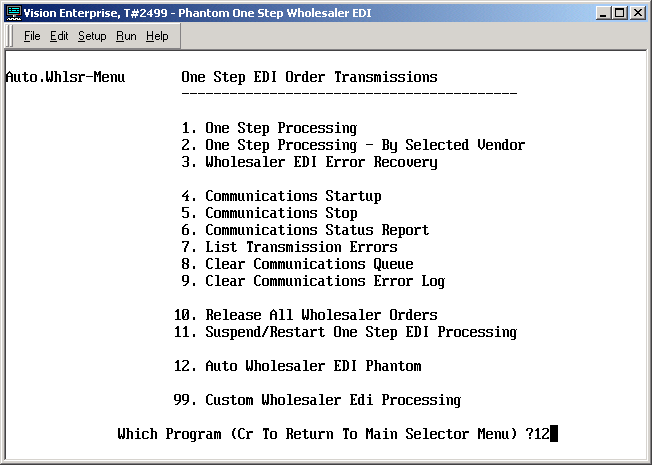 Vision Enterprise, T#2499 - Phantom One Step Wholesaler EDI
File Edit Setup Run Help
Auto.Whlsr-Menu One Step EDI Order Transmissions
------------------------------------------
1. One Step Processing
2. One Step Processing - By Selected Vendor
3. Wholesaler EDI Error Recovery
4. Communications Startup
5. Communications Stop
6. Communications Status Report
7. List Transmission Errors
8. Clear Communications Queue
9. Clear Communications Error Log
10. Release All Wholesaler Orders
11. Suspend/Restart One Step EDI Processing
12. Auto Wholesaler EDI Phantom
99. Custom Wholesaler Edi Processing
Which Program (Cr To Return To Main Selector Menu) ?12